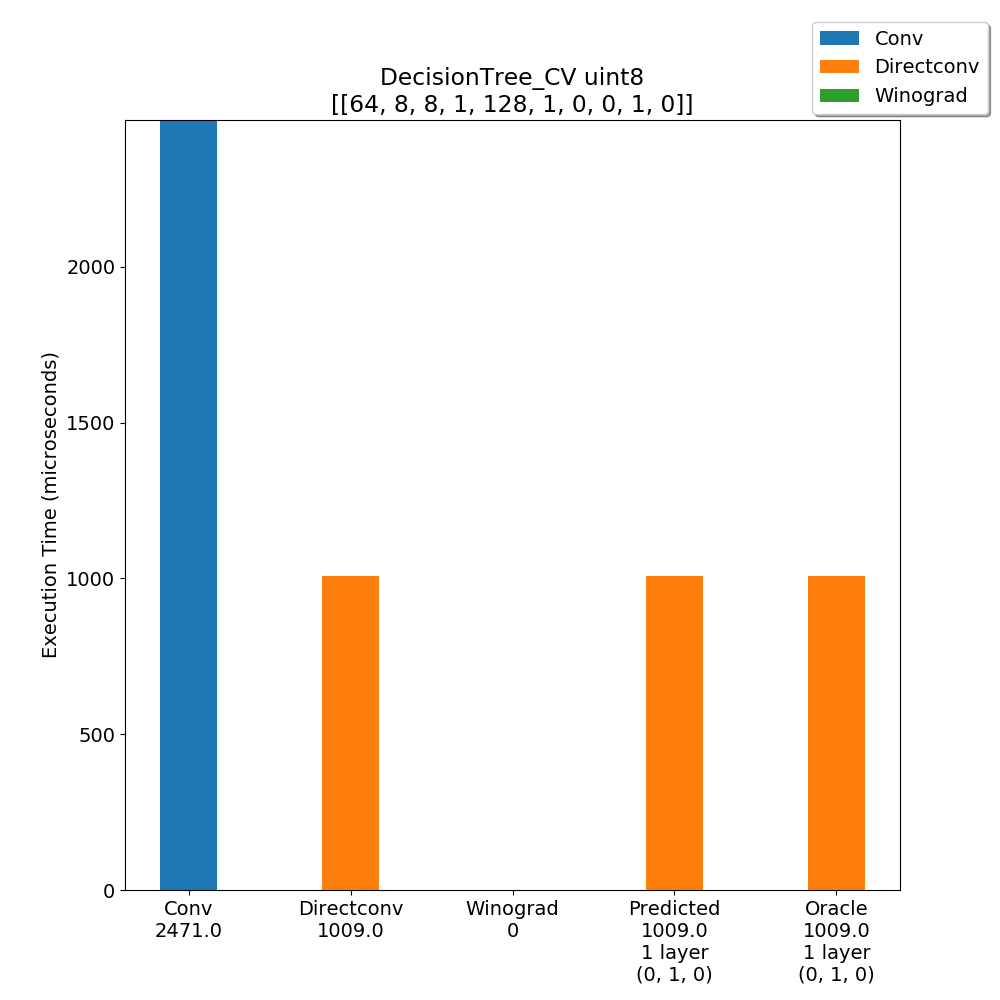 Conv
Directconv
Winograd
DecisionTree_CV uint8
[[64, 8, 8, 1, 128, 1, 0, 0, 1, 0]]
Execution Time (microseconds)
2000
1500
1000
500
0
Conv
2471.0
Directconv
1009.0
Winograd
0
Predicted
1009.0
1 layer
(0, 1, 0)
Oracle
1009.0
1 layer
(0, 1, 0)